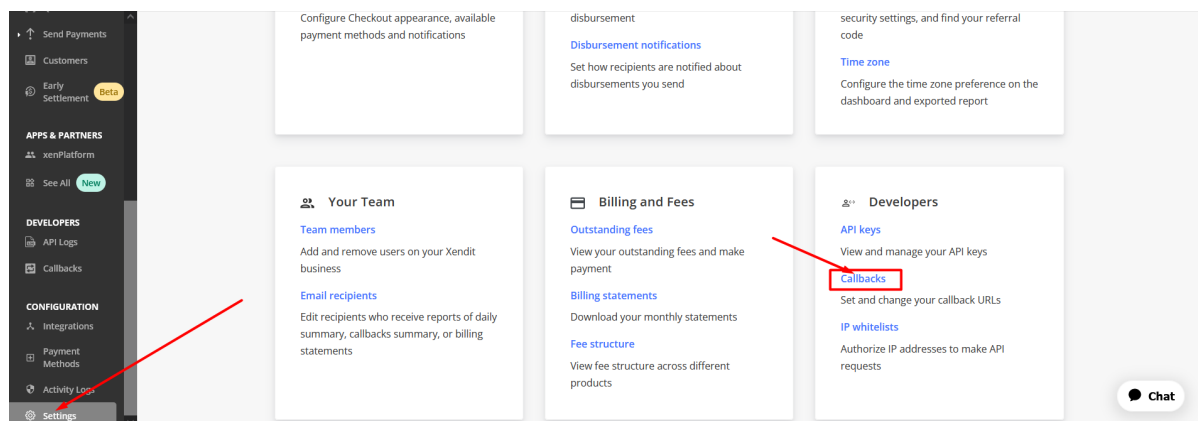 Send Payments
Customers
Early
Settlement
Beta
APPS & PARTNERS
xenPlatform
See All
New
DEVELOPERS
API Logs
Callbacks
CONFIGURATION
Integrations
Payment
Methods
Activity Logs
Settings
Configure Checkout appearance, available
payment methods and notifications
disbursement
Disbursement notifications
Set how recipients are notified about
disbursements you send
security settings, and find your referral
code
Time zone
Configure the time zone preference on the
dashboard and exported report
Your Team
Team members
Add and remove users on your Xendit
business
Email recipients
Edit recipients who receive reports of daily
summary, callbacks summary, or billing
statements
Billing and Fees
Outstanding fees
View your outstanding fees and make
payment
Billing statements
Download your monthly statements
Fee structure
View fee structure across different
products
Developers
API keys
View and manage your API keys
Callbacks
Set and change your callback URLs
IP whitelists
Authorize IP addresses to make API
requests
Chat